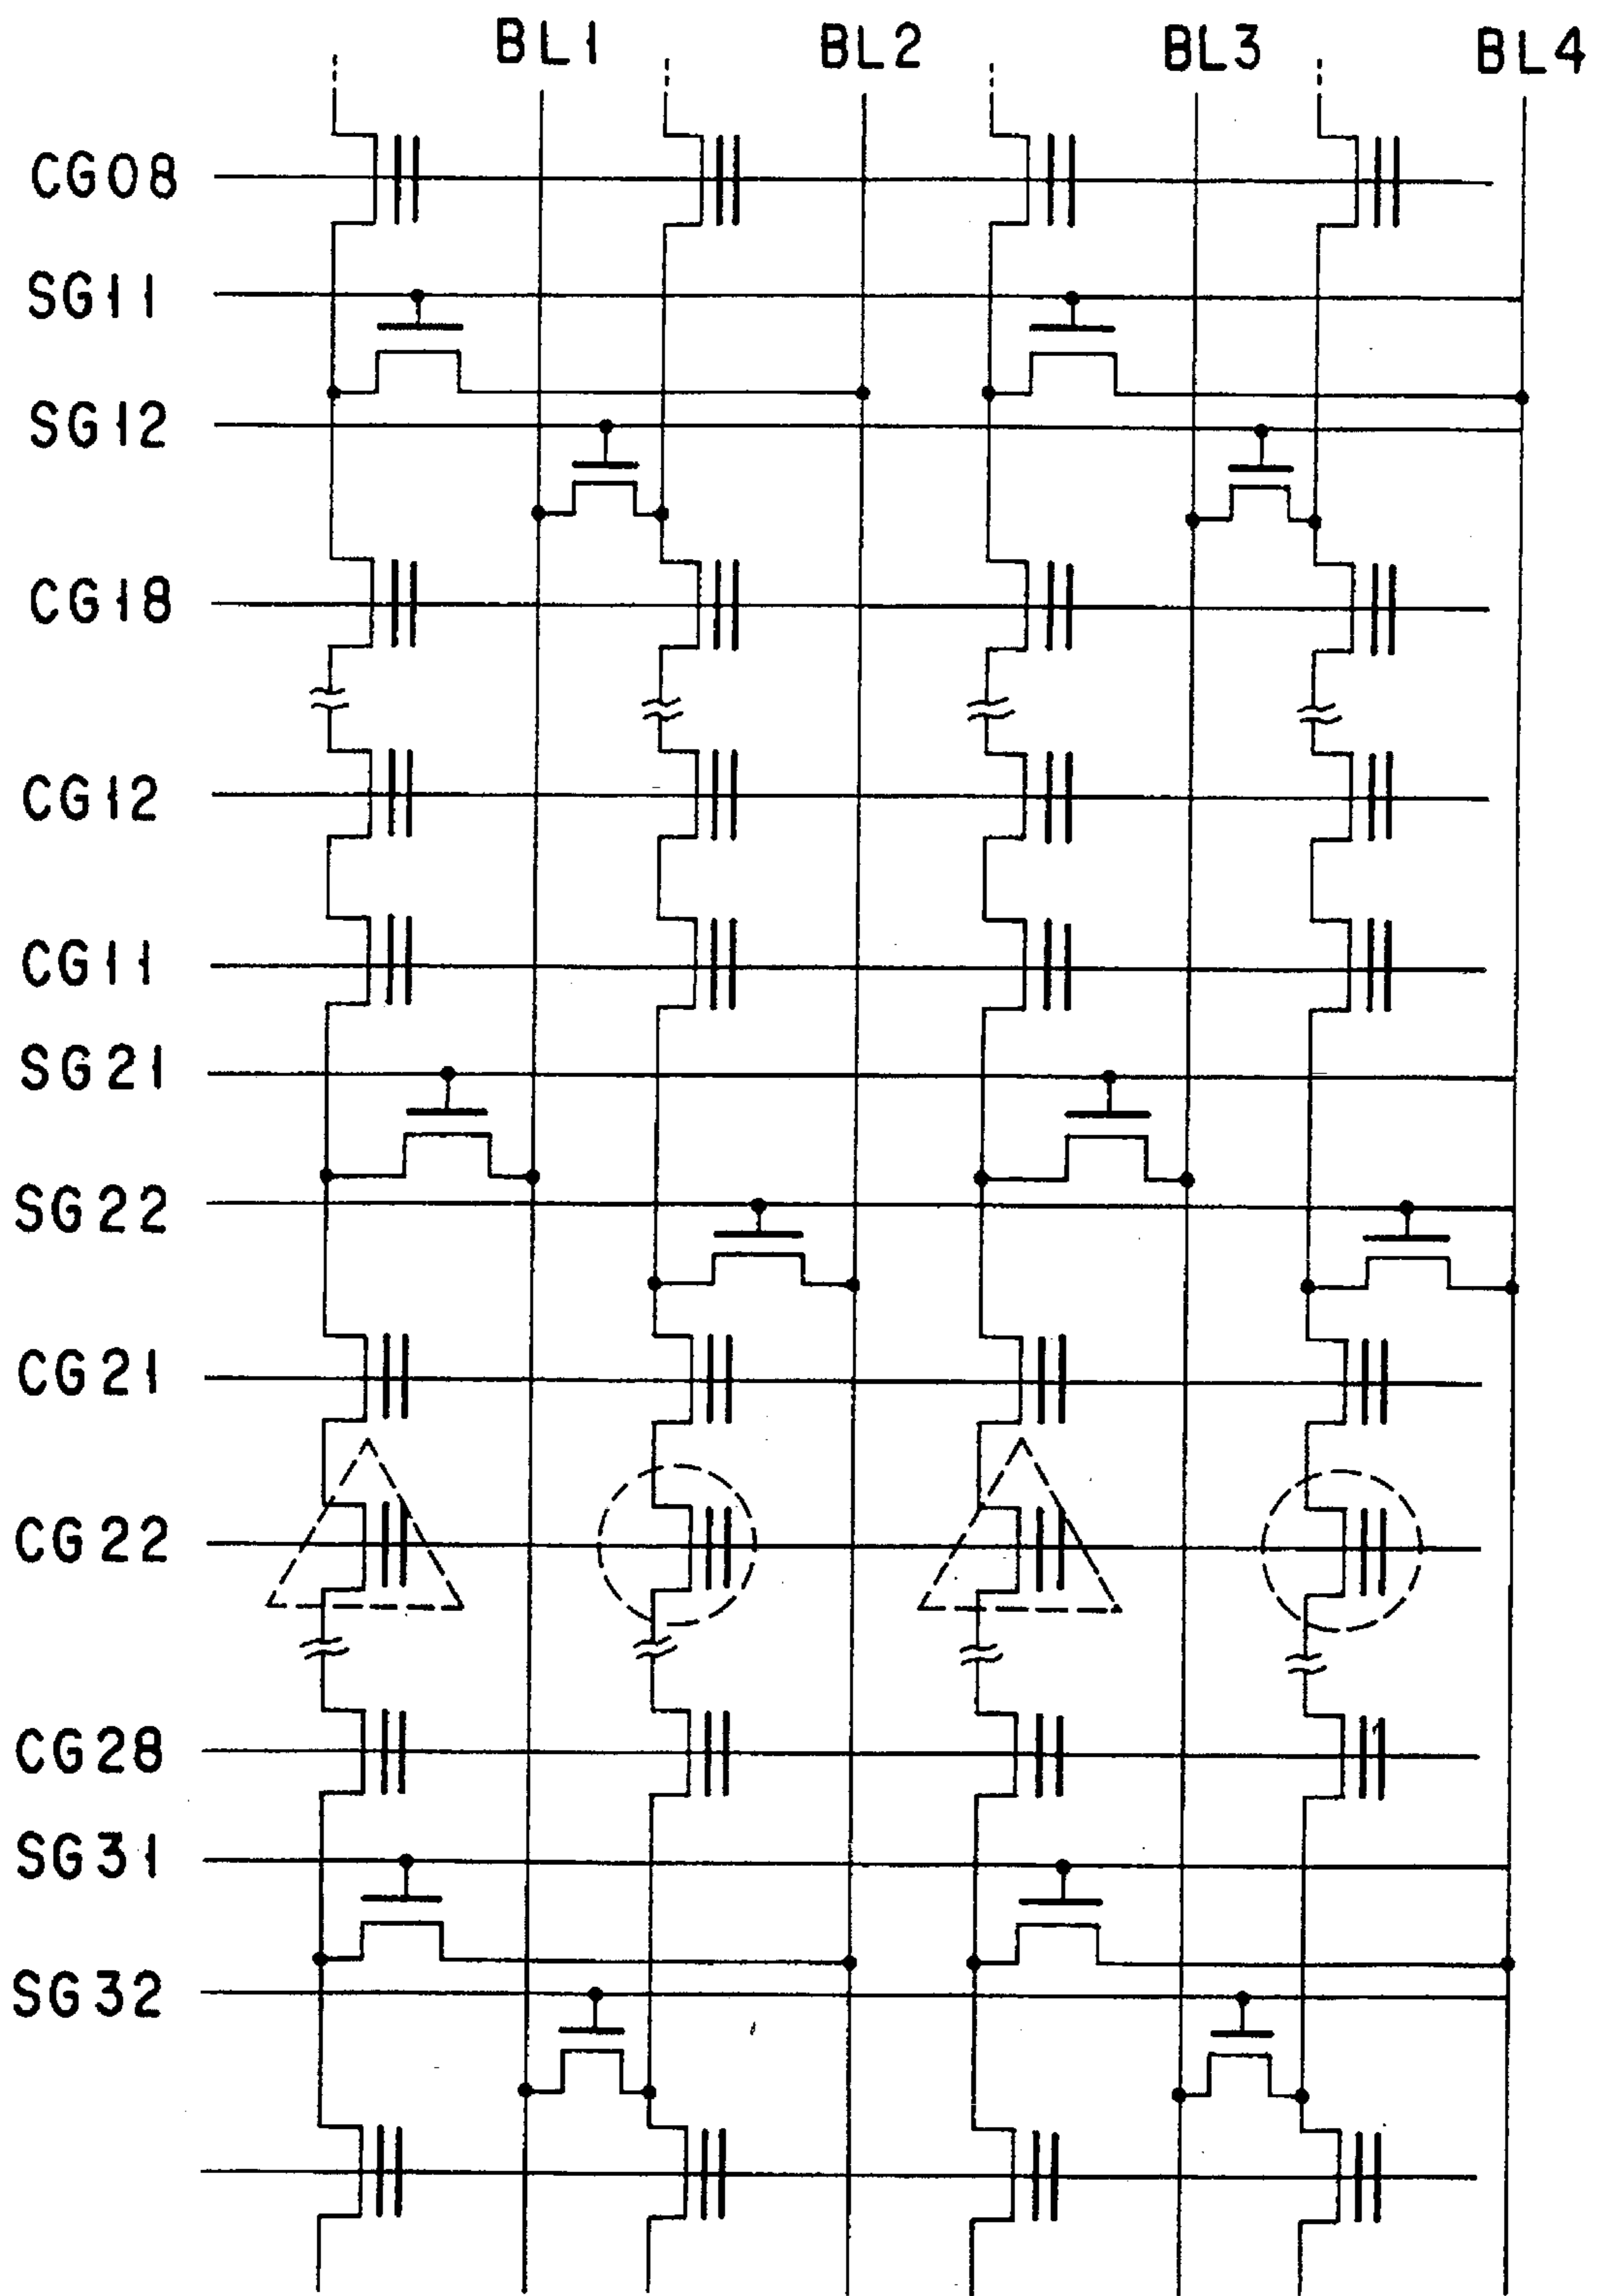 BL1 BL2 BL3 BL4
CG08
SG11
SG12
CG18
CG12
CG11
SG21
SG22
CG21
CG22
CG28
SG31
SG32